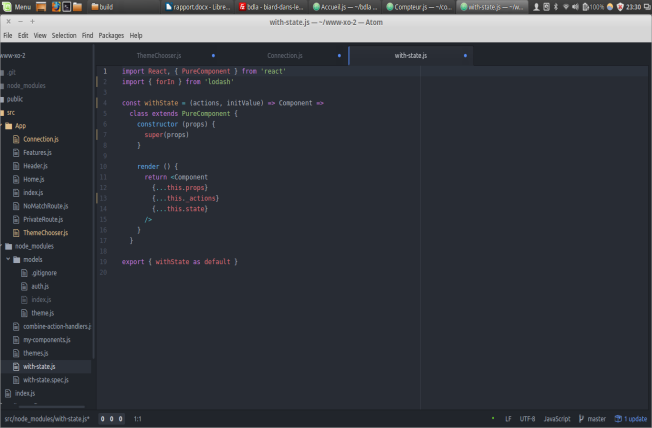 Menu
build
rapport.docx - Libre...
bdla - biard-dans-le...
Accueil.js — ~/bdla ...
Compteur.js — ~/co...
with-state.js — ~/w...
100%
23:30
with-state.js — ~/www-xo-2 — Atom
File Edit View Selection Find Packages Help
www-xo-2
.git
node_modules
public
src
App
Connection.js
Features.js
Header.js
Home.js
index.js
NoMatchRoute.js
PrivateRoute.js
ThemeChooser.js
node_modules
models
.gitignore
auth.js
index.js
theme.js
combine-action-handlers.j
my-components.js
themes.js
with-state.js
with-state.spec.js
index.js
ThemeChooser.js
Connection.js
with-state.js
1 import React, { PureComponent } from 'react'
2 import { forIn } from 'lodash'
3
4 const withState = (actions, initValue) => Component =>
5 class extends PureComponent {
6 constructor (props) {
7 super(props)
8 }
9
10 render () {
11 return <Component
12 {...this.props}
13 {...this._actions}
14 {...this.state}
15 />
16 }
17 }
18
19 export { withState as default }
20
src/node_modules/with-state.js* 0 0 0 1:1
LF UTF-8 JavaScript master 1 update